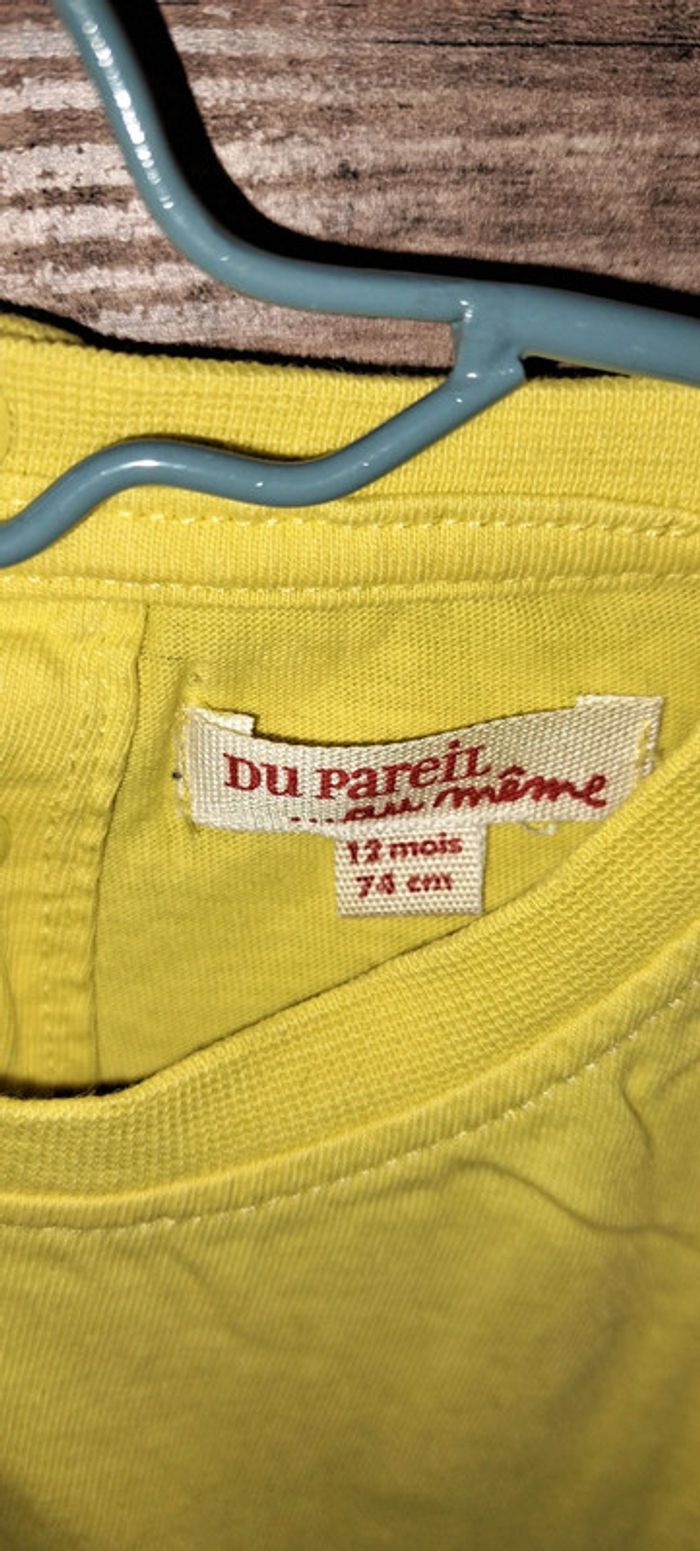 DU PAREIL
...au même
12 mois
74 cm